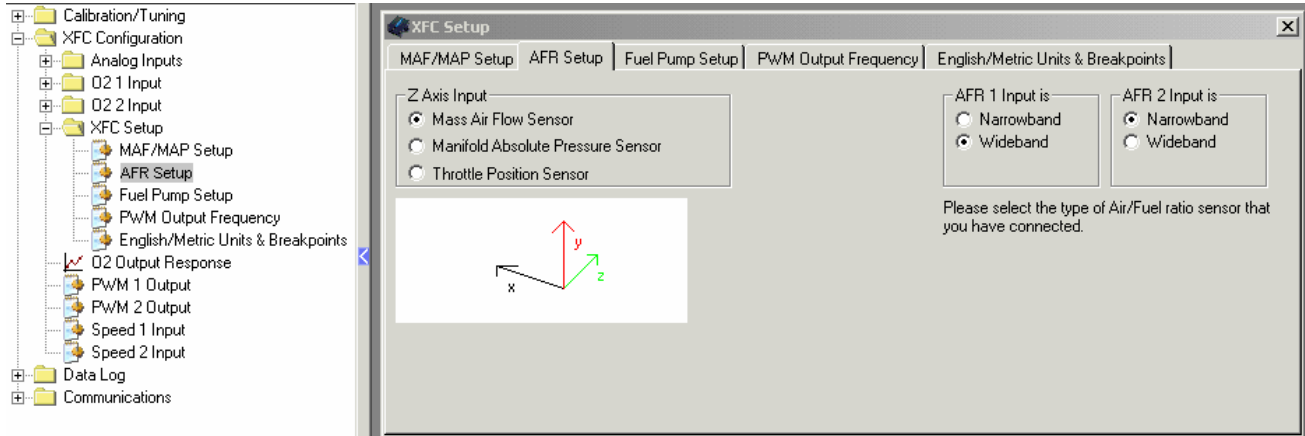 Calibration/Tuning
XFC Configuration
Analog Inputs
O2 1 Input
O2 2 Input
XFC Setup
MAF/MAP Setup
AFR Setup
Fuel Pump Setup
PWM Output Frequency
English/Metric Units & Breakpoints
O2 Output Response
PWM 1 Output
PWM 2 Output
Speed 1 Input
Speed 2 Input
Data Log
Communications
XFC Setup
MAF/MAP Setup AFR Setup Fuel Pump Setup PWM Output Frequency English/Metric Units & Breakpoints
Z Axis Input
Mass Air Flow Sensor
Manifold Absolute Pressure Sensor
Throttle Position Sensor
y
x
z
AFR 1 Input is
Narrowband
Wideband
AFR 2 Input is
Narrowband
Wideband
Please select the type of Air/Fuel ratio sensor that
you have connected.